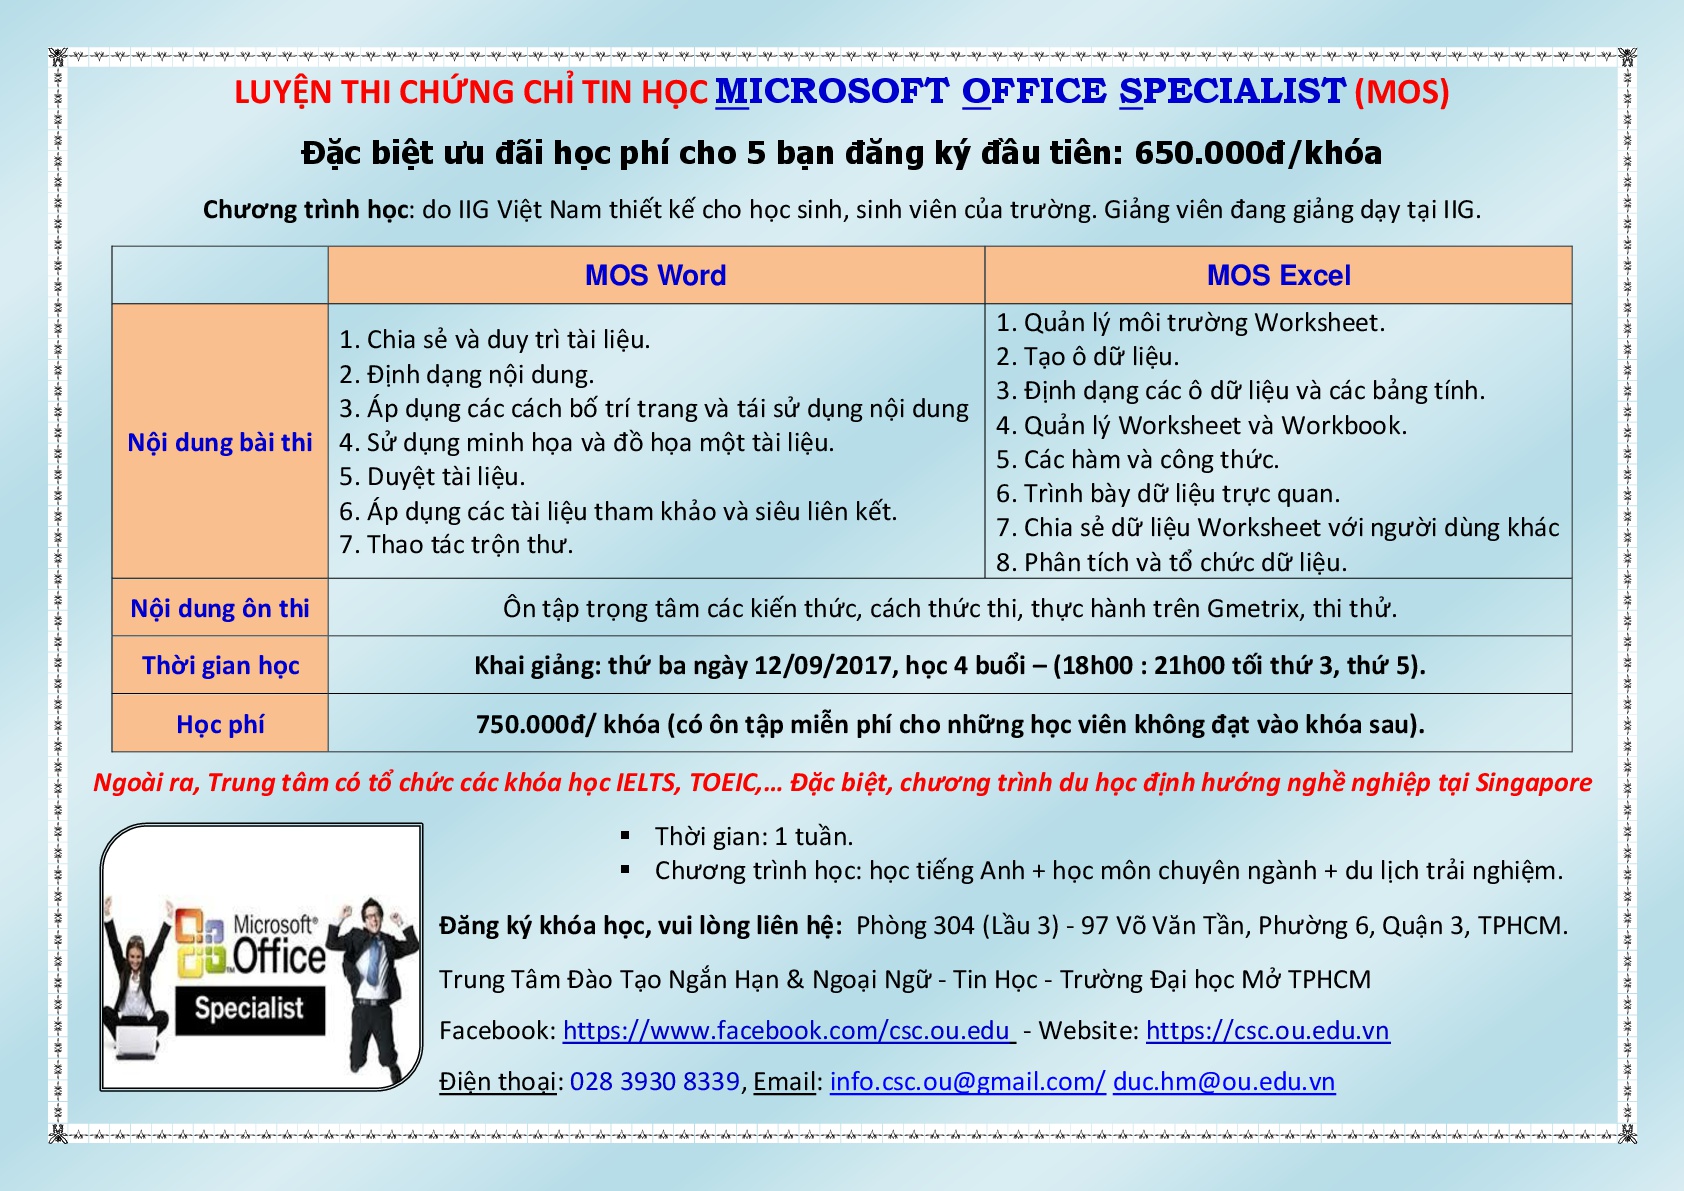 LUYỆN THI CHỨNG CHỈ TIN HỌC MICROSOFT OFFICE SPECIALIST (MOS)
Đặc biệt ưu đãi học phí cho 5 bạn đăng ký đầu tiên: 650.000đ/khóa
Chương trình học: do IIG Việt Nam thiết kế cho học sinh, sinh viên của trường. Giảng viên đang giảng dạy tại IIG.
MOS Word
MOS Excel
Nội dung bài thi
1. Chia sẻ và duy trì tài liệu.
2. Định dạng nội dung.
3. Áp dụng các cách bố trí trang và tái sử dụng nội dung
4. Sử dụng minh họa và đồ họa một tài liệu.
5. Duyệt tài liệu.
6. Áp dụng các tài liệu tham khảo và siêu liên kết.
7. Thao tác trộn thư.
1. Quản lý môi trường Worksheet.
2. Tạo ô dữ liệu.
3. Định dạng các ô dữ liệu và các bảng tính.
4. Quản lý Worksheet và Workbook.
5. Các hàm và công thức.
6. Trình bày dữ liệu trực quan.
7. Chia sẻ dữ liệu Worksheet với người dùng khác
8. Phân tích và tổ chức dữ liệu.
Nội dung ôn thi
Ôn tập trọng tâm các kiến thức, cách thức thi, thực hành trên Gmetrix, thi thử.
Thời gian học
Khai giảng: thứ ba ngày 12/09/2017, học 4 buổi – (18h00 : 21h00 tối thứ 3, thứ 5).
Học phí
750.000đ/ khóa (có ôn tập miễn phí cho những học viên không đạt vào khóa sau).
Ngoài ra, Trung tâm có tổ chức các khóa học IELTS, TOEIC,... Đặc biệt, chương trình du học định hướng nghề nghiệp tại Singapore
▪ Thời gian: 1 tuần.
▪ Chương trình học: học tiếng Anh + học môn chuyên ngành + du lịch trải nghiệm.
Microsoft®
Office™
Specialist
Đăng ký khóa học, vui lòng liên hệ: Phòng 304 (Lầu 3) - 97 Võ Văn Tần, Phường 6, Quận 3, TPHCM.
Trung Tâm Đào Tạo Ngắn Hạn & Ngoại Ngữ - Tin Học - Trường Đại học Mở TPHCM
Facebook: https://www.facebook.com/csc.ou.edu - Website: https://csc.ou.edu.vn
Điện thoại: 028 3930 8339, Email: info.csc.ou@gmail.com/ duc.hm@ou.edu.vn